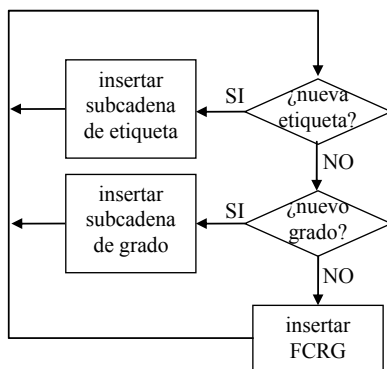 insertar
subcadena
de etiqueta
SI
¿nueva
etiqueta?
NO
insertar
subcadena
de grado
SI
¿nuevo
grado?
NO
insertar
FCRG